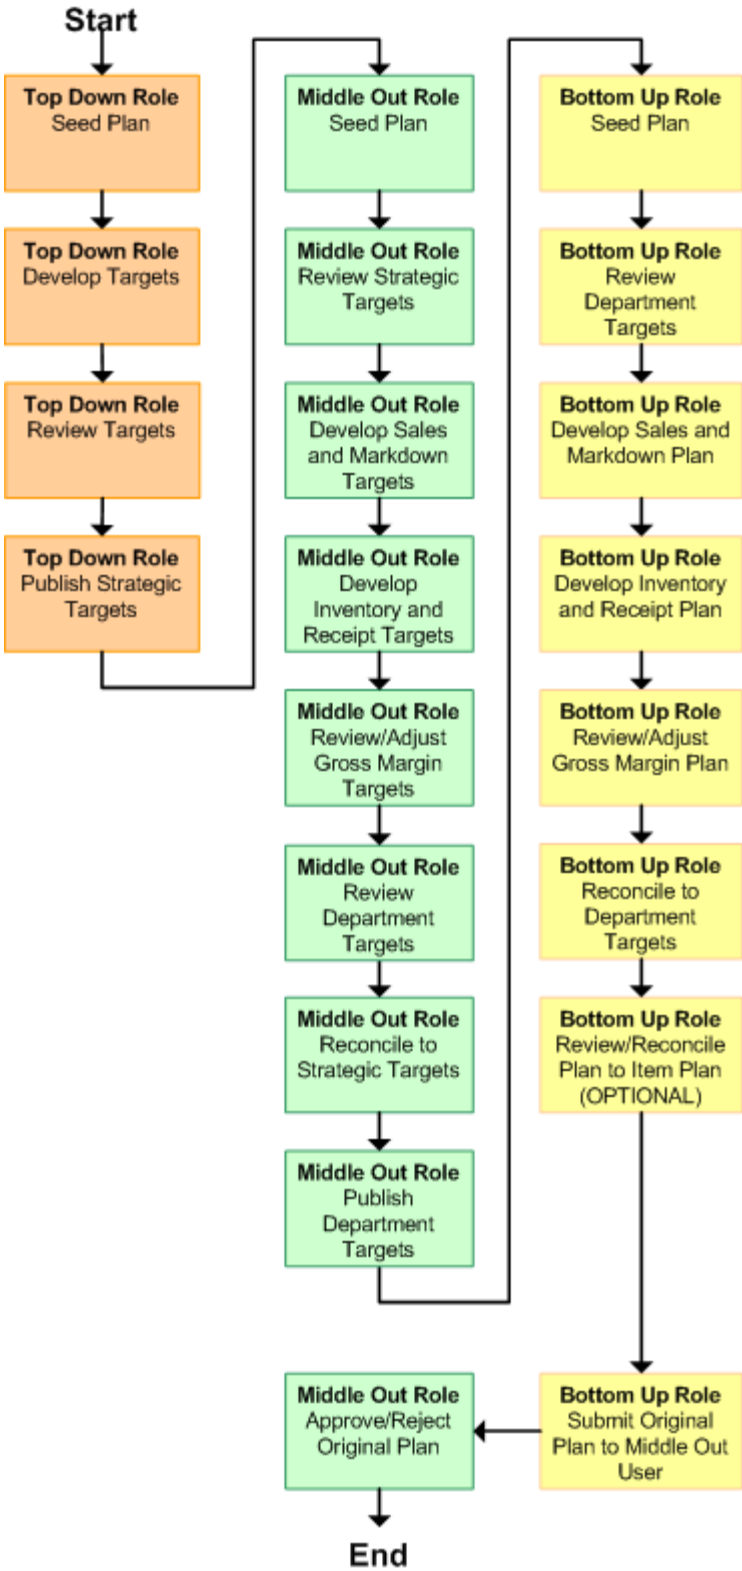 Start
Top Down Role
Seed Plan
Top Down Role
Develop Targets
Top Down Role
Review Targets
Top Down Role
Publish Strategic
Targets
Middle Out Role
Seed Plan
Middle Out Role
Review Strategic
Targets
Middle Out Role
Develop Sales
and Markdown
Targets
Middle Out Role
Develop
Inventory and
Receipt Targets
Middle Out Role
Review/Adjust
Gross Margin
Targets
Middle Out Role
Review
Department
Targets
Middle Out Role
Reconcile to
Strategic Targets
Middle Out Role
Publish
Department
Targets
Bottom Up Role
Seed Plan
Bottom Up Role
Review
Department
Targets
Bottom Up Role
Develop Sales and
Markdown Plan
Bottom Up Role
Develop Inventory
and Receipt Plan
Bottom Up Role
Review/Adjust
Gross Margin Plan
Bottom Up Role
Reconcile to
Department
Targets
Bottom Up Role
Review/Reconcile
Plan to Item Plan
(OPTIONAL)
Bottom Up Role
Submit Original
Plan to Middle Out
User
Middle Out Role
Approve/Reject
Original Plan
End